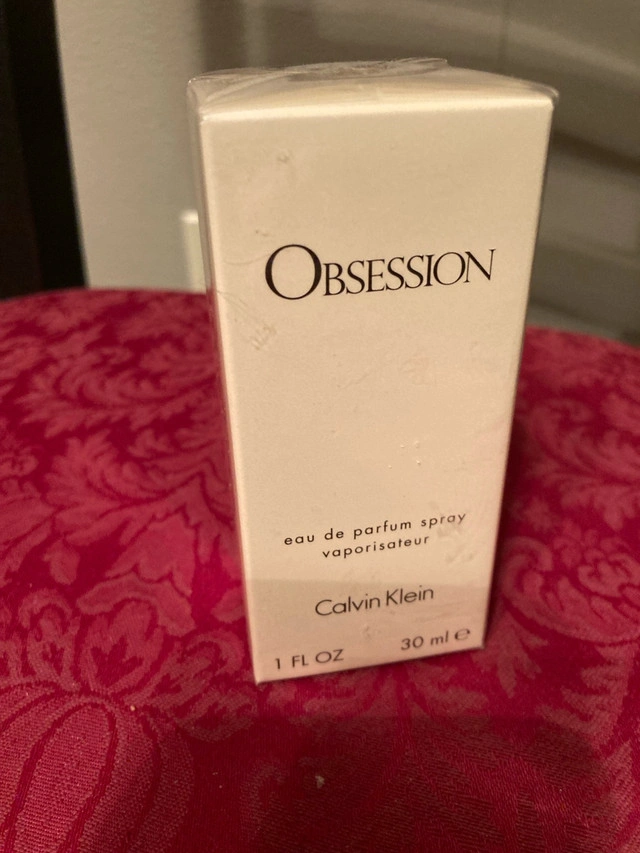 OBSESSION
eau de parfum spray
vaporisateur
Calvin Klein
1 FL OZ 30 ml ℮